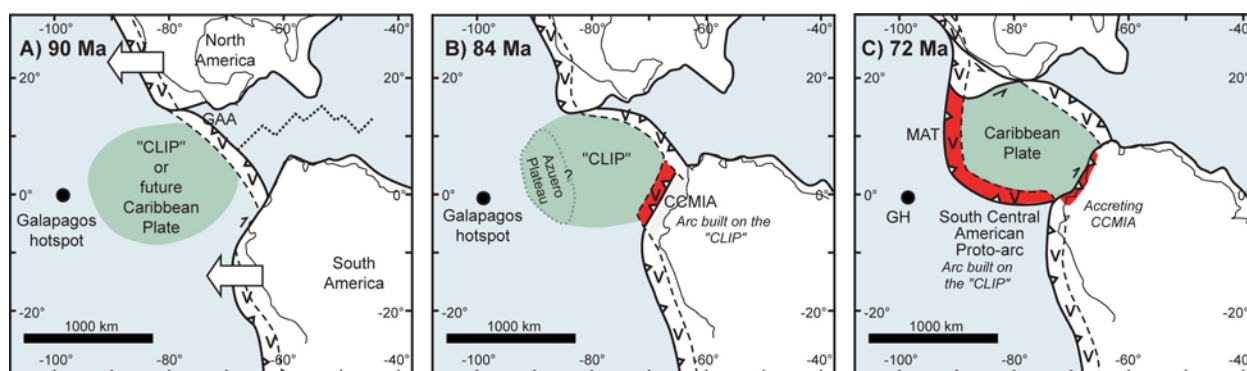 -100° -80° -60° -40°
A) 90 Ma
North
America
20° 20°
GAA
"CLIP"
or
future
Caribbean
Plate
0° 0°
Galapagos
hotspot
South
America
-20° -20°
1000 km
-100 -80 -60 -40
-100° -80° -60° -40°
B) 84 Ma
20° 20°
"CLIP"
Azuero
Plateau
?
0° 0°
Galapagos
hotspot
CCMIA
Arc built on the
"CLIP"
-20° -20°
1000 km
-100 -80 -60 -40
-100° -80° -60°
C) 72 Ma
20° 20°
MAT
Caribbean
Plate
0° 0°
GH
South Central
American
Proto-arc
Arc built on
the "CLIP"
Accreting
CCMIA
-20° -20°
1000 km
-100 -80 -60